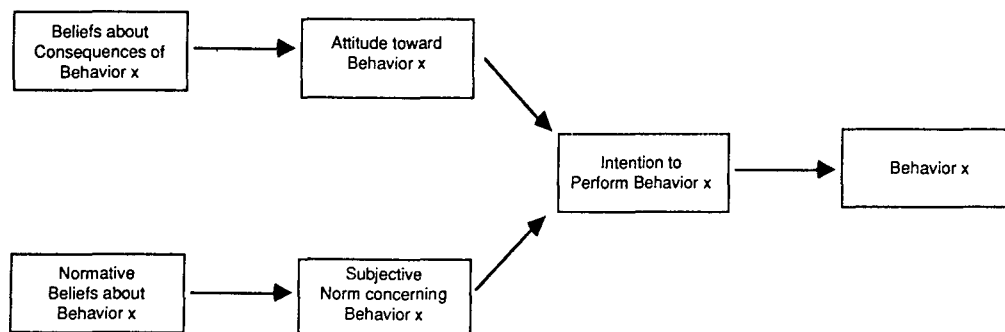 Beliefs about
Consequences of
Behavior x
Attitude toward
Behavior x
Intention to
Perform Behavior x
Behavior x
Normative
Beliefs about
Behavior x
Subjective
Norm concerning
Behavior x